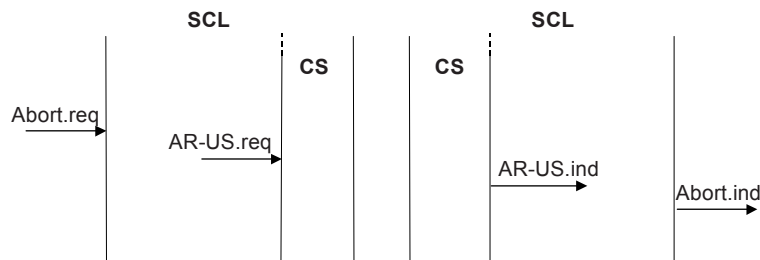 SCL SCL
CS CS
Abort.req
AR-US.req
AR-US.ind
Abort.ind